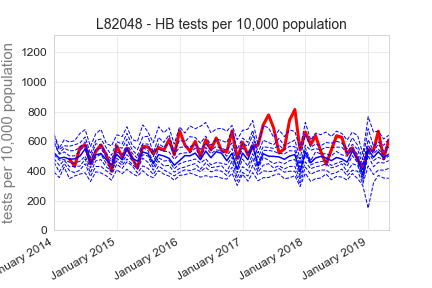 L82048 - HB tests per 10,000 population
tests per 10,000 population
1200
1000
800
600
400
200
0
January 2015
January 2016
January 2017
January 2018
January 2019